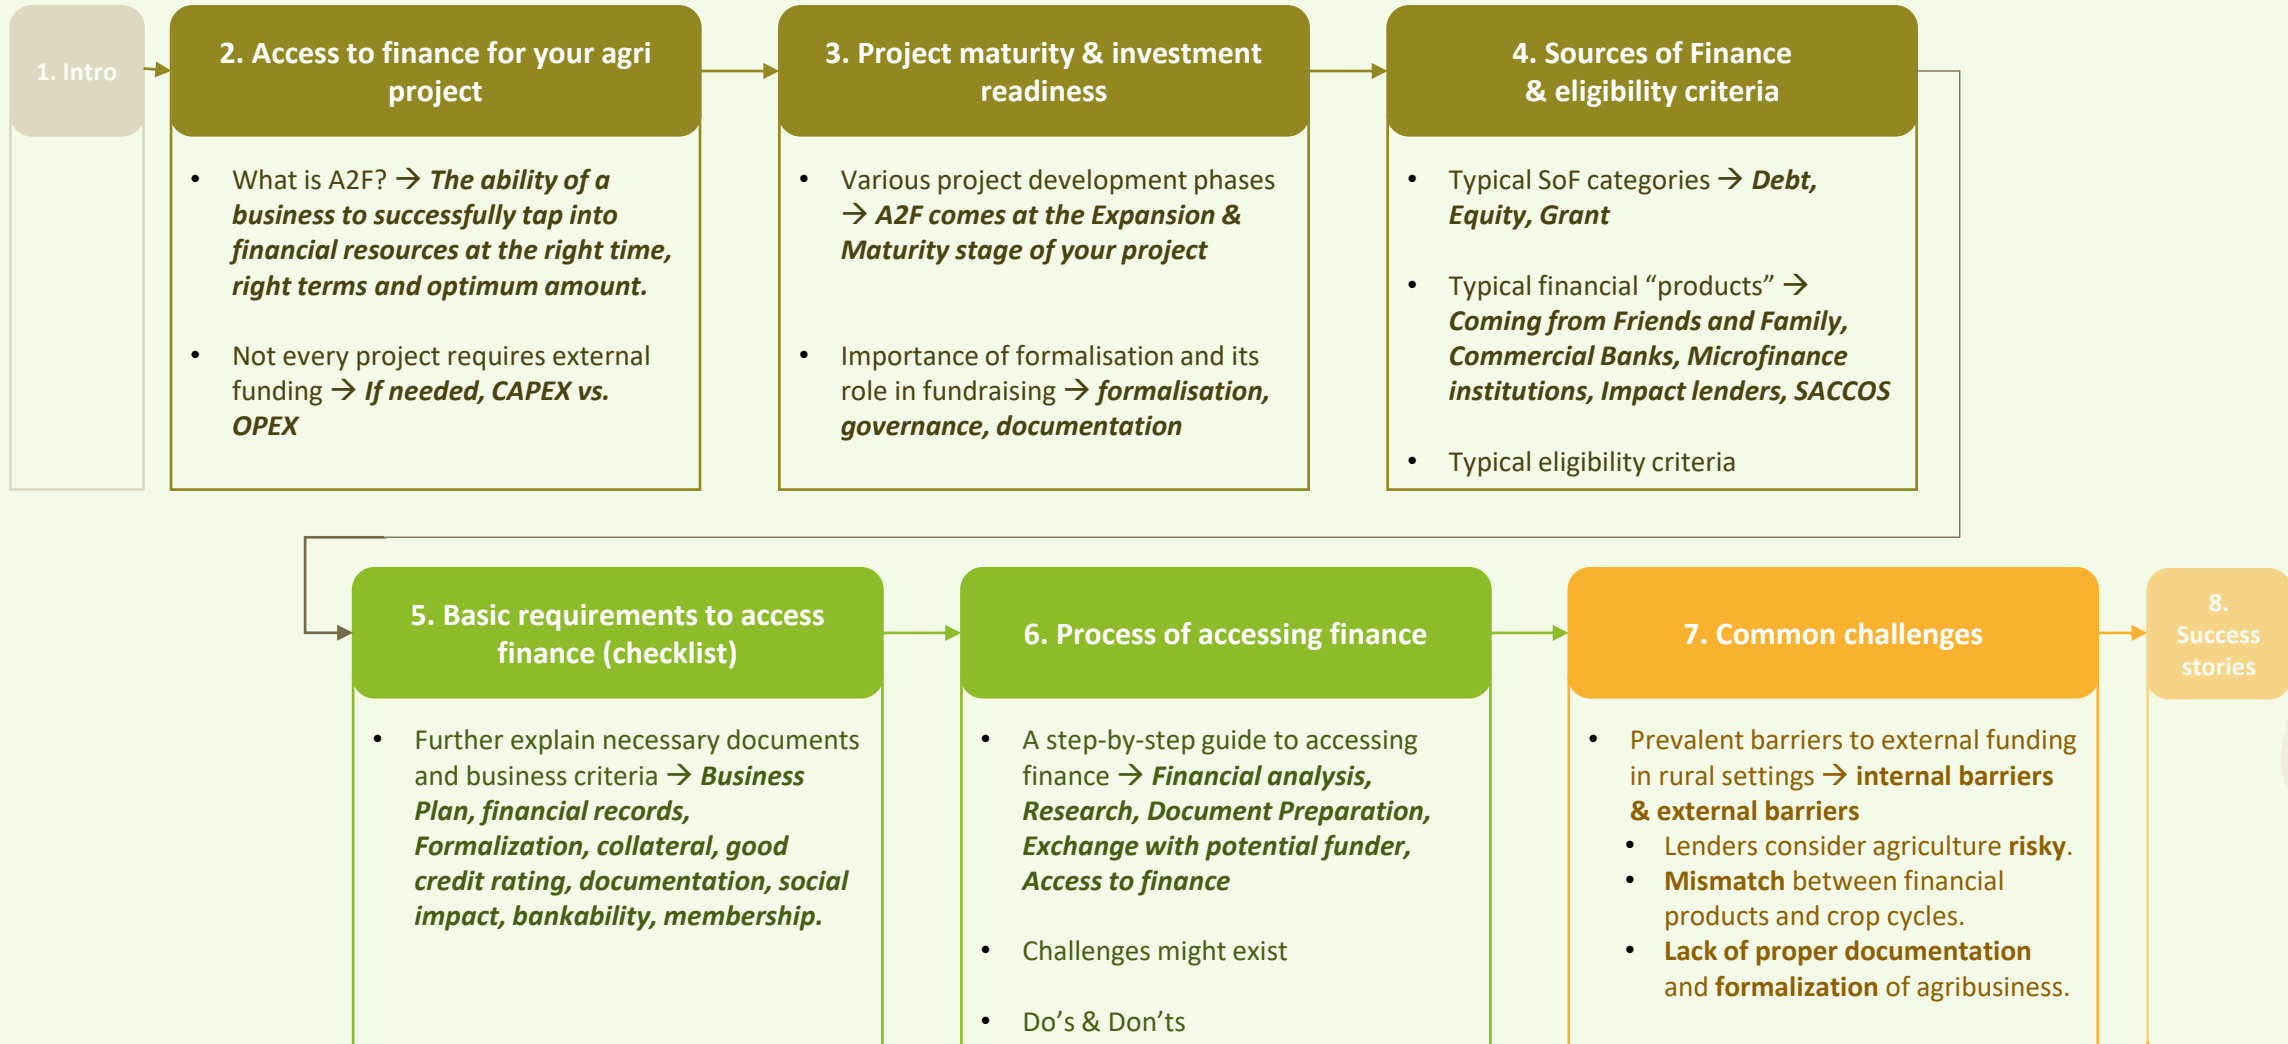 1. Intro
2. Access to finance for your agri
project
• What is A2F? → The ability of a
business to successfully tap into
financial resources at the right time,
right terms and optimum amount.
• Not every project requires external
funding → If needed, CAPEX vs.
OPEX
3. Project maturity & investment
readiness
• Various project development phases
→ A2F comes at the Expansion &
Maturity stage of your project
• Importance of formalisation and its
role in fundraising → formalisation,
governance, documentation
4. Sources of Finance
& eligibility criteria
• Typical SoF categories → Debt,
Equity, Grant
• Typical financial “products” →
Coming from Friends and Family,
Commercial Banks, Microfinance
institutions, Impact lenders, SACCOS
• Typical eligibility criteria
5. Basic requirements to access
finance (checklist)
• Further explain necessary documents
and business criteria → Business
Plan, financial records,
Formalization, collateral, good
credit rating, documentation, social
impact, bankability, membership.
6. Process of accessing finance
• A step-by-step guide to accessing
finance → Financial analysis,
Research, Document Preparation,
Exchange with potential funder,
Access to finance
• Challenges might exist
• Do’s & Don’ts
7. Common challenges
• Prevalent barriers to external funding
in rural settings → internal barriers
& external barriers
• Lenders consider agriculture risky.
• Mismatch between financial
products and crop cycles.
• Lack of proper documentation
and formalization of agribusiness.
8.
Success
stories